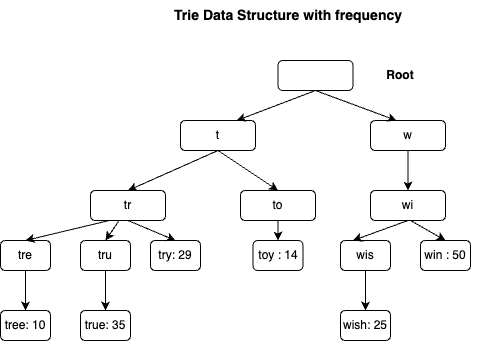 Trie Data Structure with frequency
Root
t
w
tr
to
wi
tre
tru
try: 29
toy : 14
wis
win : 50
tree: 10
true: 35
wish: 25